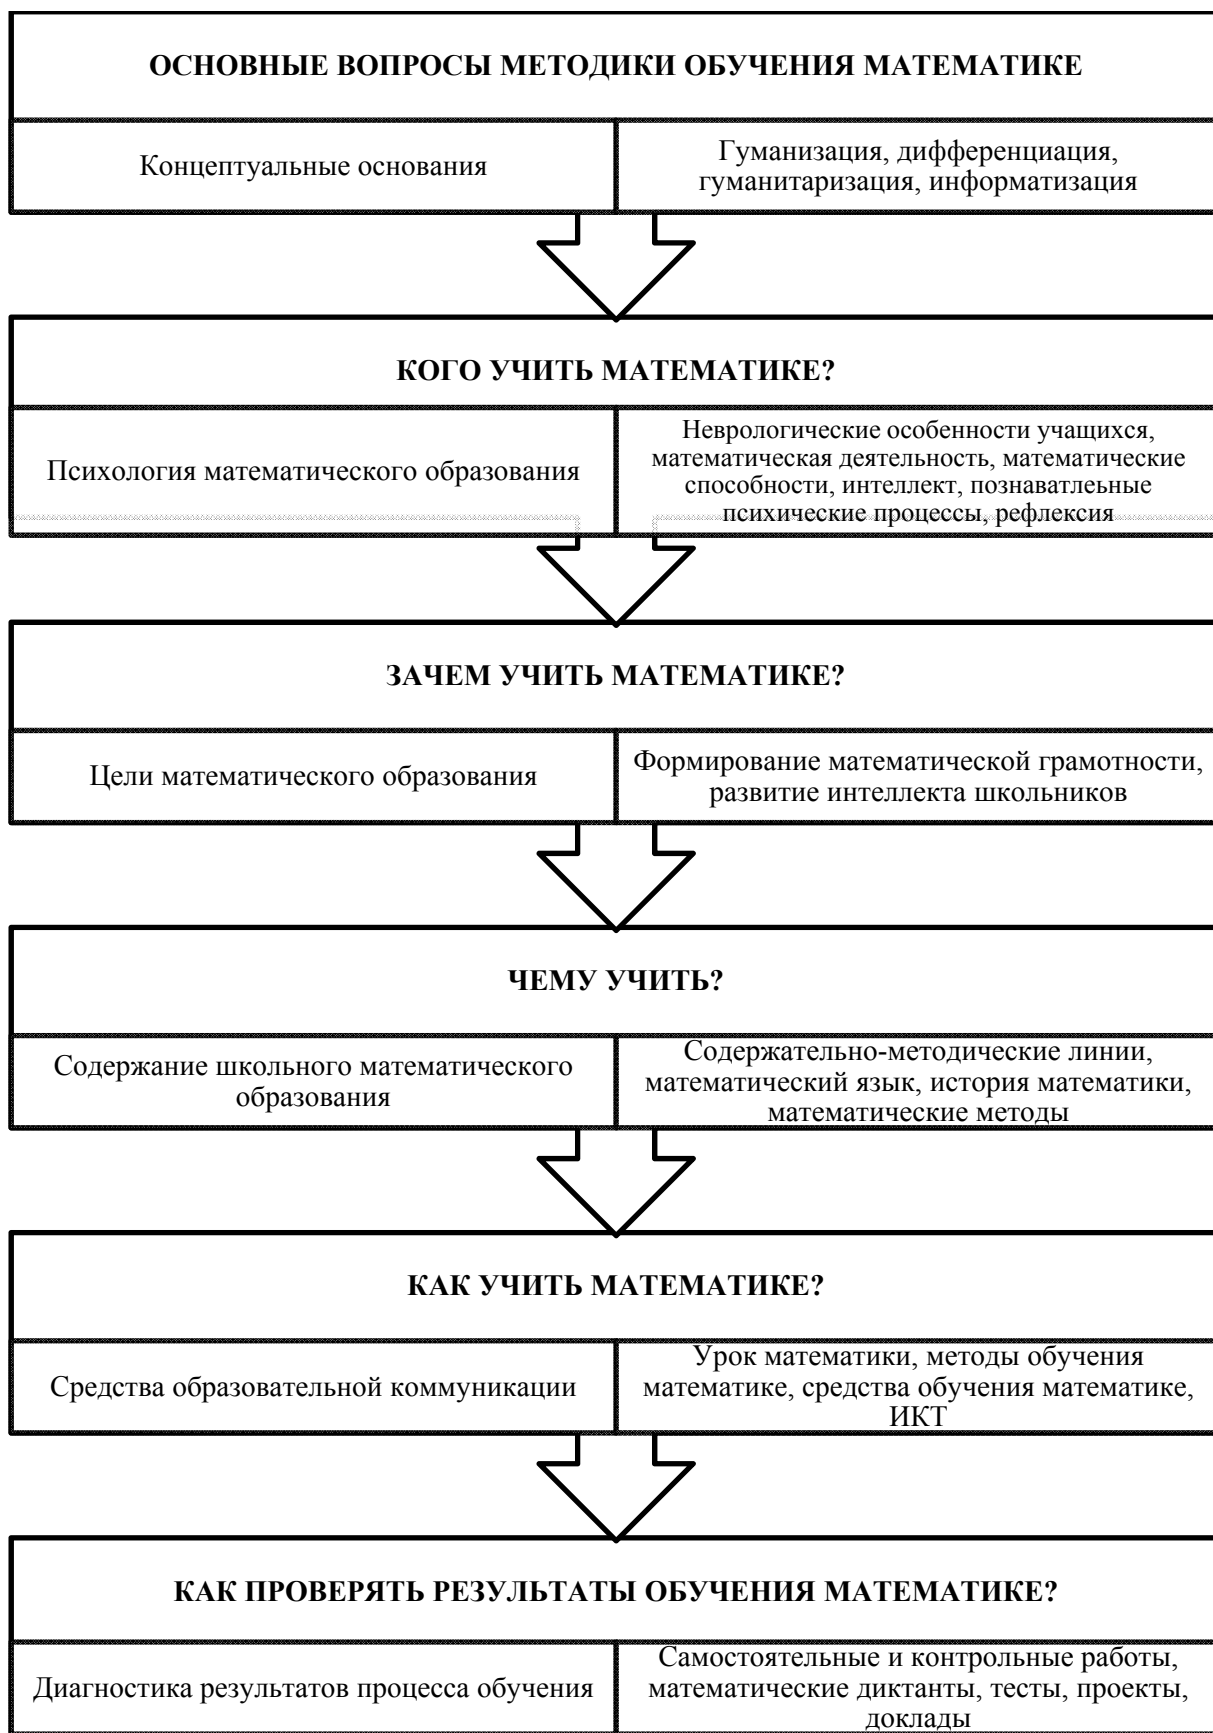 ОСНОВНЫЕ ВОПРОСЫ МЕТОДИКИ ОБУЧЕНИЯ МАТЕМАТИКЕ
Концептуальные основания
Гуманизация, дифференциация,
гуманитаризация, информатизация
КОГО УЧИТЬ МАТЕМАТИКЕ?
Психология математического образования
Неврологические особенности учащихся,
математическая деятельность, математические
способности, интеллект, познаватлеьные
психические процессы, рефлексия
ЗАЧЕМ УЧИТЬ МАТЕМАТИКЕ?
Цели математического образования
Формирование математической грамотности,
развитие интеллекта школьников
ЧЕМУ УЧИТЬ?
Содержание школьного математического
образования
Содержательно-методические линии,
математический язык, история математики,
математические методы
КАК УЧИТЬ МАТЕМАТИКЕ?
Средства образовательной коммуникации
Урок математики, методы обучения
математике, средства обучения математике,
ИКТ
КАК ПРОВЕРЯТЬ РЕЗУЛЬТАТЫ ОБУЧЕНИЯ МАТЕМАТИКЕ?
Диагностика результатов процесса обучения
Самостоятельные и контрольные работы,
математические диктанты, тесты, проекты,
доклады